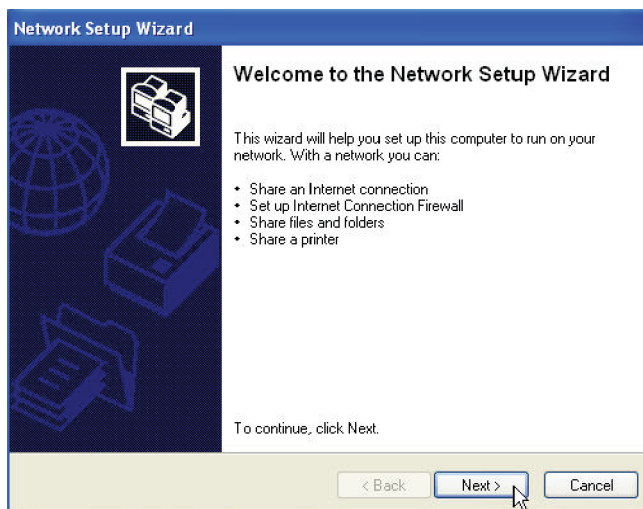 Network Setup Wizard
Welcome to the Network Setup Wizard
This wizard will help you set up this computer to run on your
network. With a network you can:
• Share an Internet connection
• Set up Internet Connection Firewall
• Share files and folders
• Share a printer
To continue, click Next.
< Back Next > Cancel